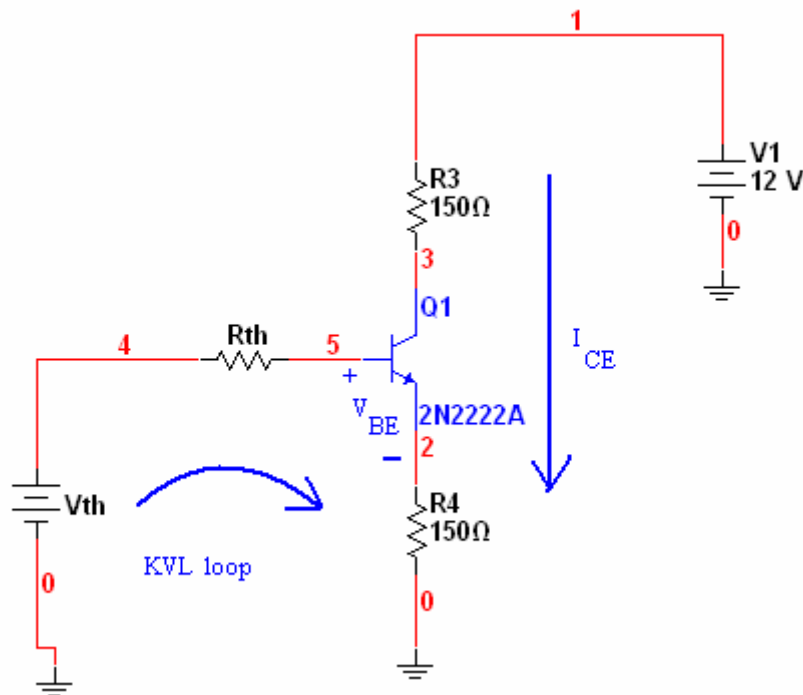 1
V1
12 V
0
R3
150Ω
3
Q1
I CE
4
Rth
5
+
V BE
2N2222A
2
−
Vth
KVL loop
R4
150Ω
0
0